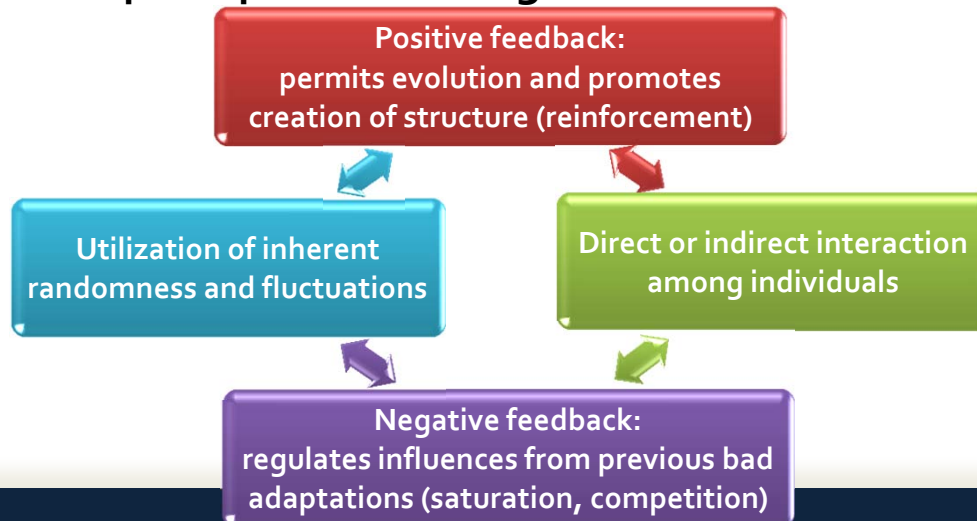 Positive feedback:
permits evolution and promotes
creation of structure (reinforcement)
Utilization of inherent
randomness and fluctuations
Direct or indirect interaction
among individuals
Negative feedback:
regulates influences from previous bad
adaptations (saturation, competition)